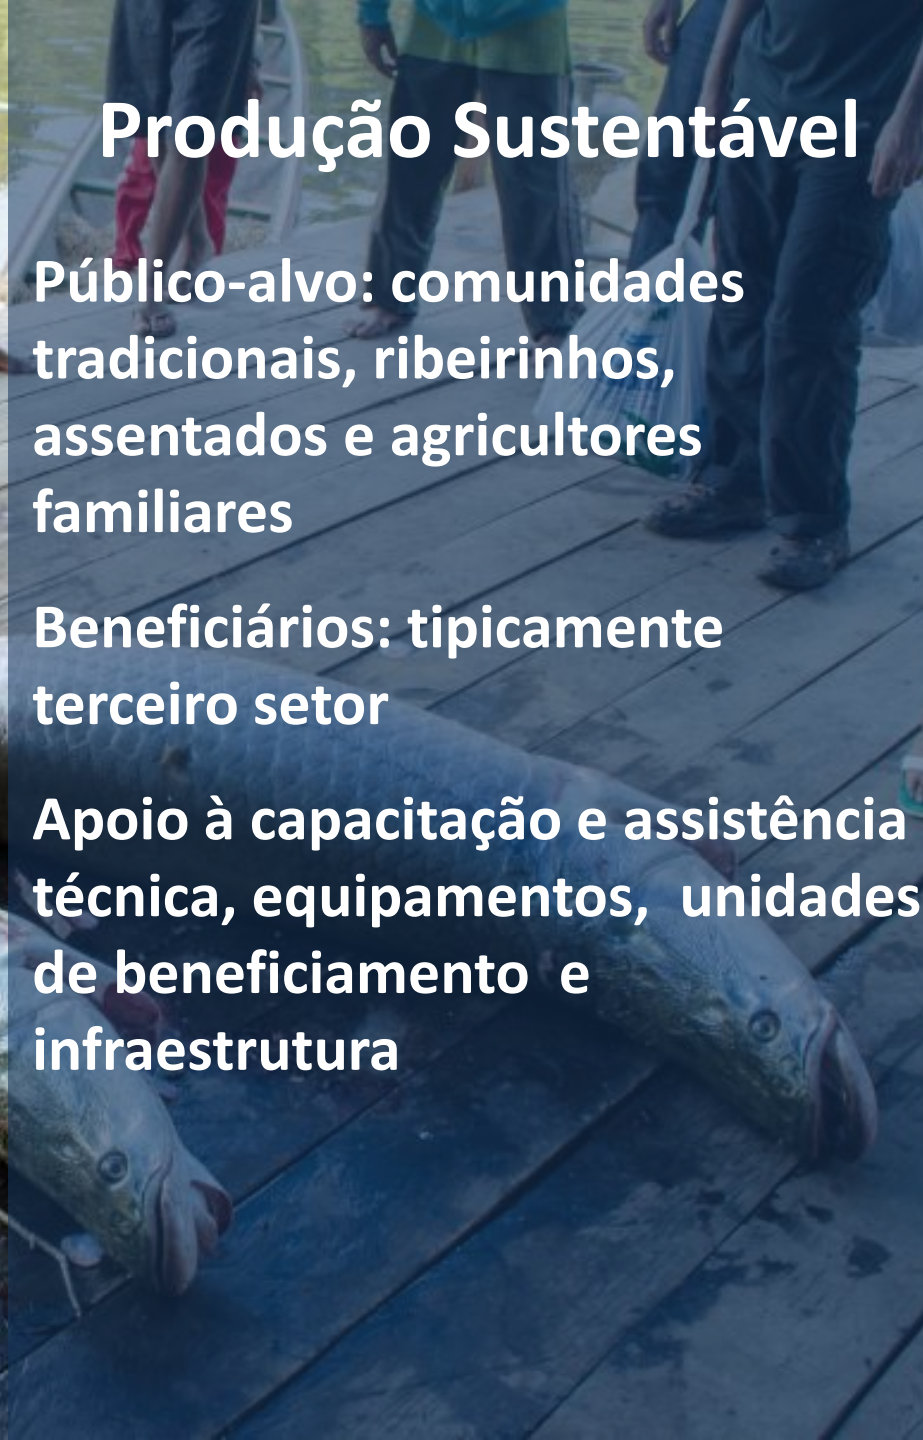 Produção Sustentável
Público-alvo: comunidades
tradicionais, ribeirinhos,
assentados e agricultores
familiares
Beneficiários: tipicamente
terceiro setor
Apoio à capacitação e assistência
técnica, equipamentos,  unidades
de beneficiamento  e
infraestrutura